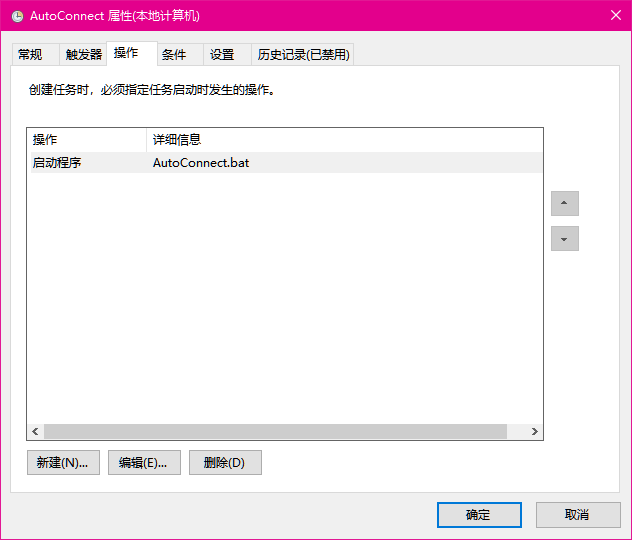 AutoConnect 属性(本地计算机)
常规 触发器 操作 条件 设置 历史记录(已禁用)
创建任务时，必须指定任务启动时发生的操作。
操作 详细信息
启动程序 AutoConnect.bat
新建(N)... 编辑(E)... 删除(D)
确定 取消